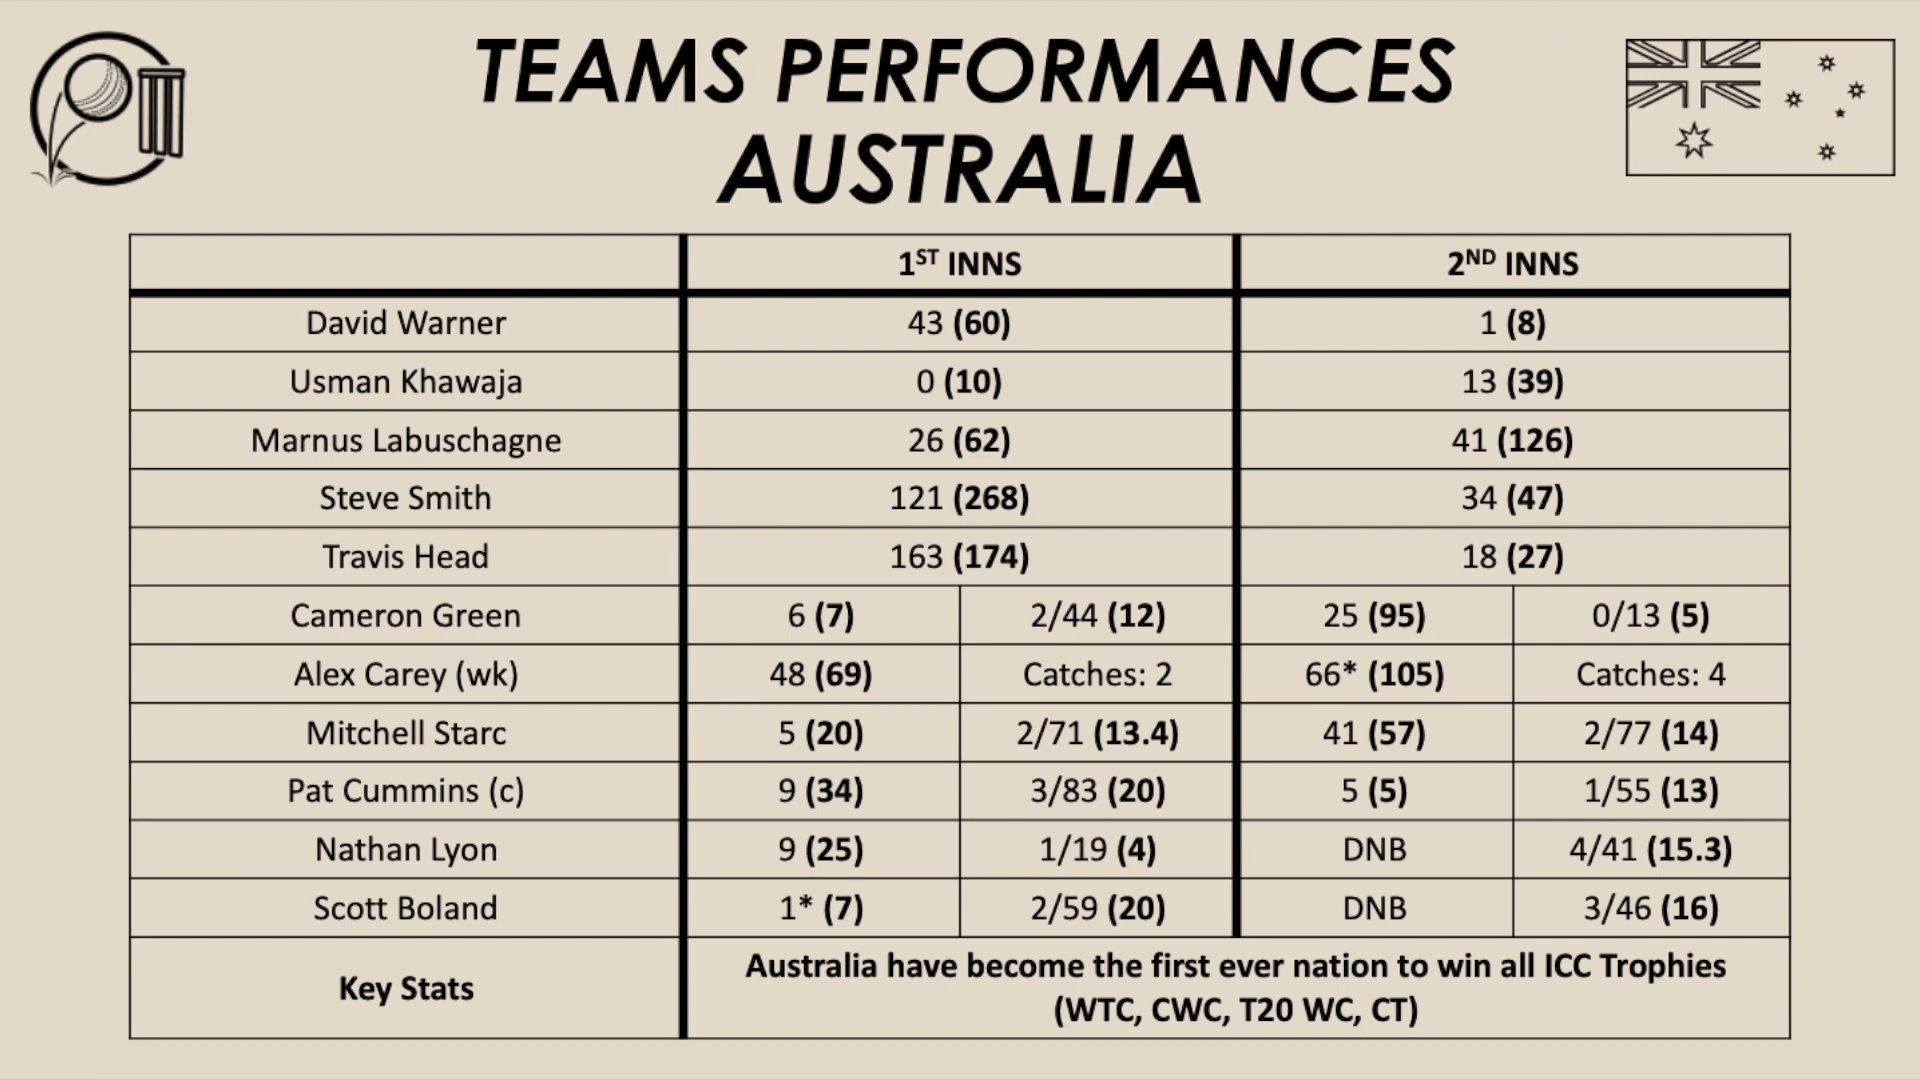 TEAMS PERFORMANCES
AUSTRALIA
1ST INNS 2ND INNS
David Warner 43 (60) 1 (8)
Usman Khawaja 0 (10) 13 (39)
Marnus Labuschagne 26 (62) 41 (126)
Steve Smith 121 (268) 34 (47)
Travis Head 163 (174) 18 (27)
Cameron Green 6 (7) 2/44 (12) 25 (95) 0/13 (5)
Alex Carey (wk) 48 (69) Catches: 2 66* (105) Catches: 4
Mitchell Starc 5 (20) 2/71 (13.4) 41 (57) 2/77 (14)
Pat Cummins (c) 9 (34) 3/83 (20) 5 (5) 1/55 (13)
Nathan Lyon 9 (25) 1/19 (4) DNB 4/41 (15.3)
Scott Boland 1* (7) 2/59 (20) DNB 3/46 (16)
Key Stats Australia have become the first ever nation to win all ICC Trophies
(WTC, CWC, T20 WC, CT)